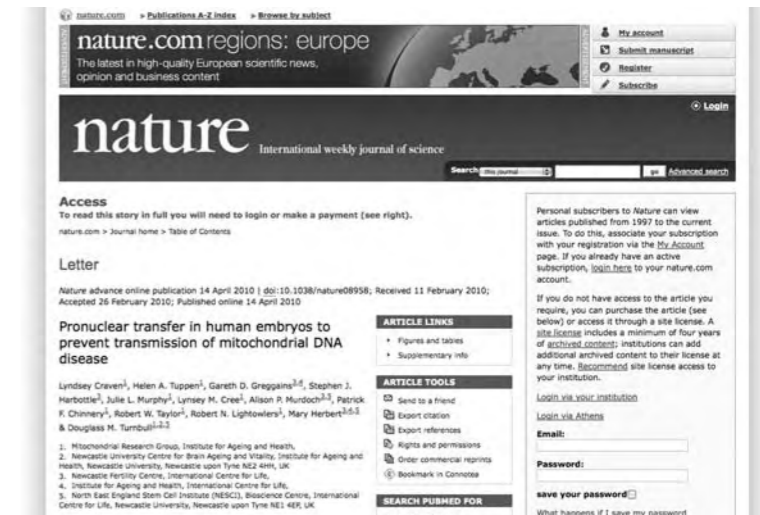 nature.com » Publications A-Z index » Browse by subject
ADVERTISEMENT
nature.com regions: europe
The latest in high-quality European scientific news,
opinion and business content
ADVERTISEMENT
My account
Submit manuscript
Register
Subscribe
Login
nature International weekly journal of science
Search this journal go Advanced search
Access
To read this story in full you will need to login or make a payment (see right).
nature.com > Journal home > Table of Contents
Letter
Nature advance online publication 14 April 2010 | doi:10.1038/nature08958; Received 11 February 2010;
Accepted 26 February 2010; Published online 14 April 2010
Pronuclear transfer in human embryos to
prevent transmission of mitochondrial DNA
disease
Lyndsey Craven1, Helen A. Tuppen1, Gareth D. Greggains3,4, Stephen J.
Harbottle3, Julie L. Murphy1, Lynsey M. Cree1, Alison P. Murdoch3,5, Patrick
F. Chinnery1, Robert W. Taylor1, Robert N. Lightowlers1, Mary Herbert3,4,5
& Douglass M. Turnbull1,2,5
1. Mitochondrial Research Group, Institute for Ageing and Health,
2. Newcastle University Centre for Brain Ageing and Vitality, Institute for Ageing and
Health, Newcastle University, Newcastle upon Tyne NE2 4HH, UK
3. Newcastle Fertility Centre, International Centre for Life,
4. Institute for Ageing and Health, International Centre for Life,
5. North East England Stem Cell Institute (NESCI), Bioscience Centre, International
Centre for Life, Newcastle University, Newcastle upon Tyne NE1 4EP, UK
ARTICLE LINKS
Figures and tables
Supplementary info
ARTICLE TOOLS
Send to a friend
Export citation
Export references
Rights and permissions
Order commercial reprints
Bookmark in Connotea
SEARCH PUBMED FOR
Personal subscribers to Nature can view
articles published from 1997 to the current
issue. To do this, associate your subscription
with your registration via the My Account
page. If you already have an active
subscription, login here to your nature.com
account.
If you do not have access to the article you
require, you can purchase the article (see
below) or access it through a site license. A
site license includes a minimum of four years
of archived content; institutions can add
additional archived content to their license at
any time. Recommend site license access to
your institution.
Login via your institution
Login via Athens
Email:
Password:
save your password
What happens if I save my password